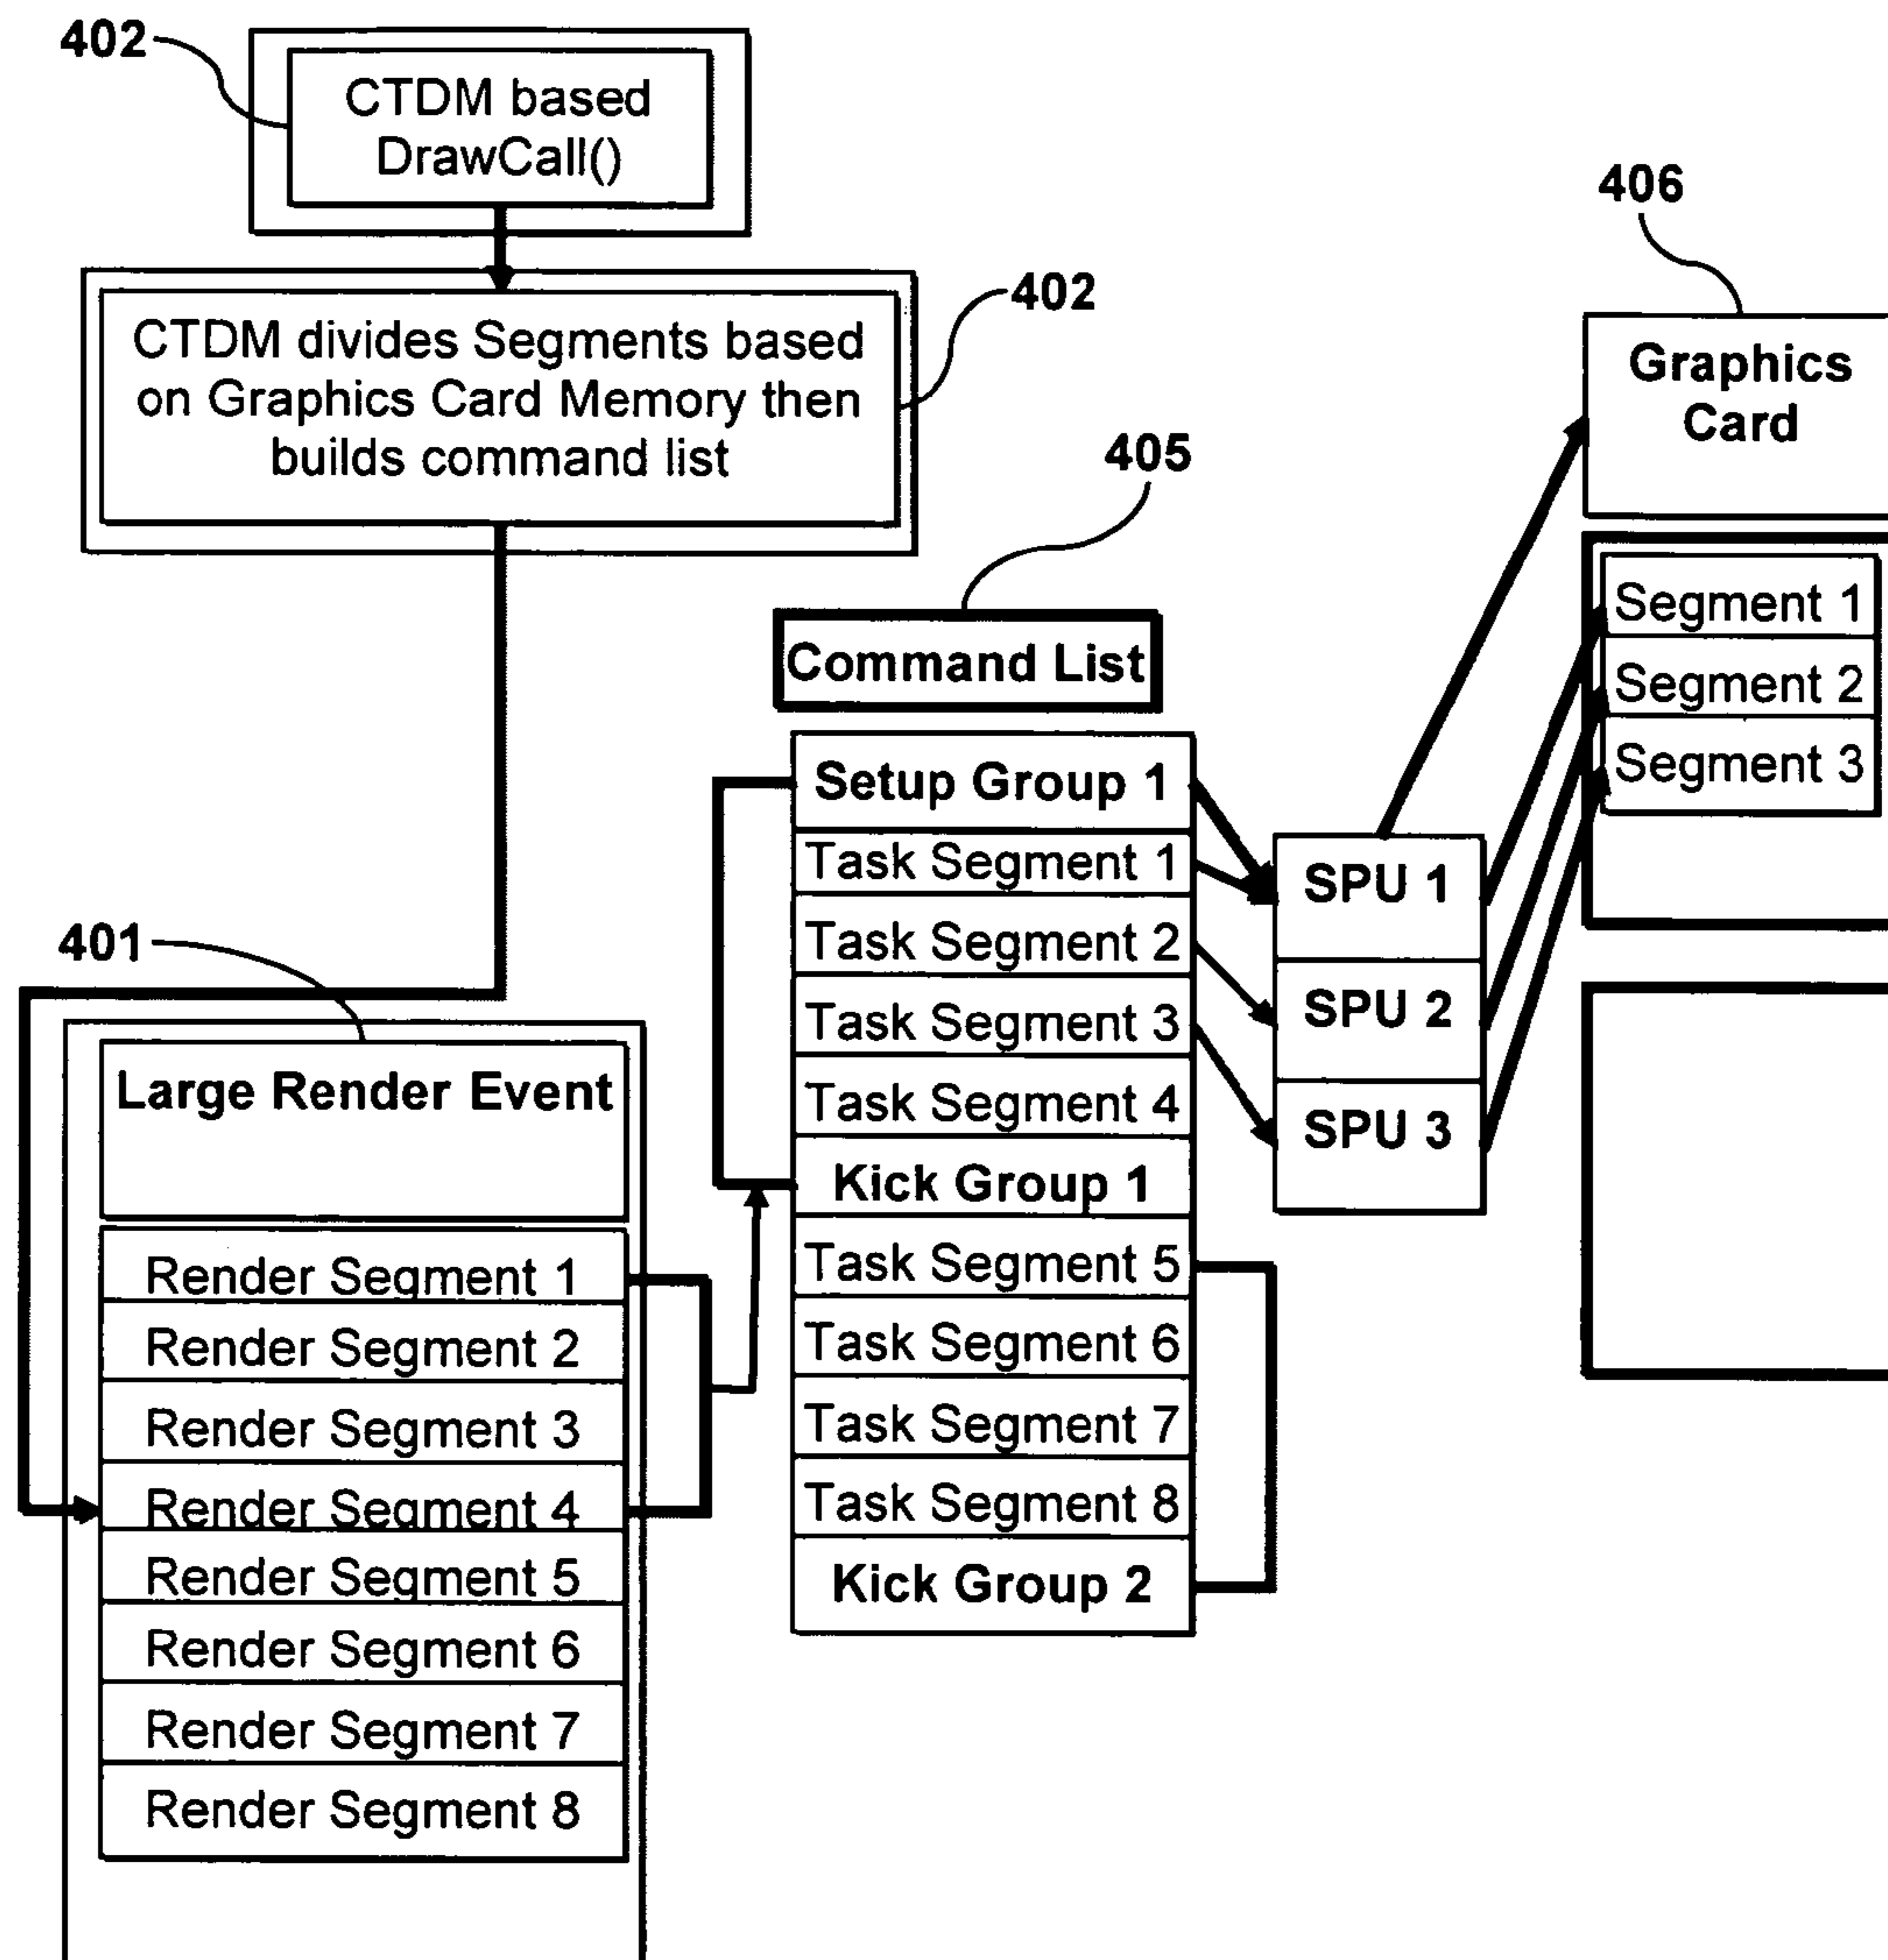 402
CTDM based
DrawCall()
402
CTDM divides Segments based
on Graphics Card Memory then
builds command list
401
Large Render Event
Render Segment 1
Render Segment 2
Render Segment 3
Render Segment 4
Render Segment 5
Render Segment 6
Render Segment 7
Render Segment 8
405
Command List
Setup Group 1
Task Segment 1
Task Segment 2
Task Segment 3
Task Segment 4
Kick Group 1
Task Segment 5
Task Segment 6
Task Segment 7
Task Segment 8
Kick Group 2
SPU 1
SPU 2
SPU 3
406
Graphics
Card
Segment 1
Segment 2
Segment 3